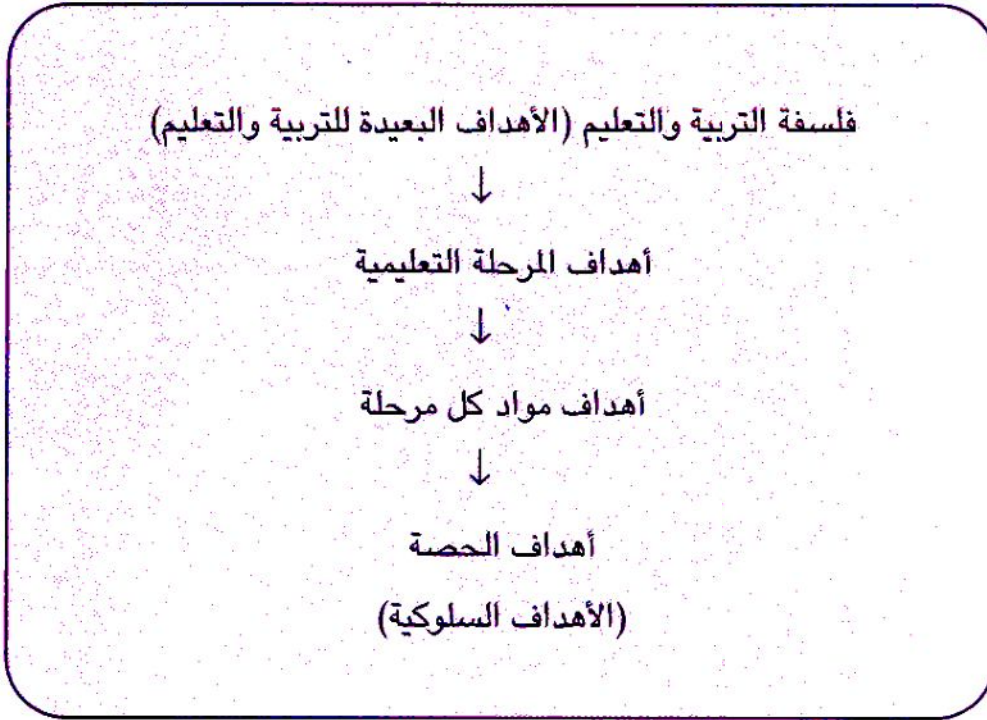 فلسفة التربية والتعليم (الأهداف البعيدة للتربية والتعليم)
↓
أهداف المرحلة التعليمية
↓
أهداف مواد كل مرحلة
↓
أهداف الحصة
(الأهداف السلوكية)